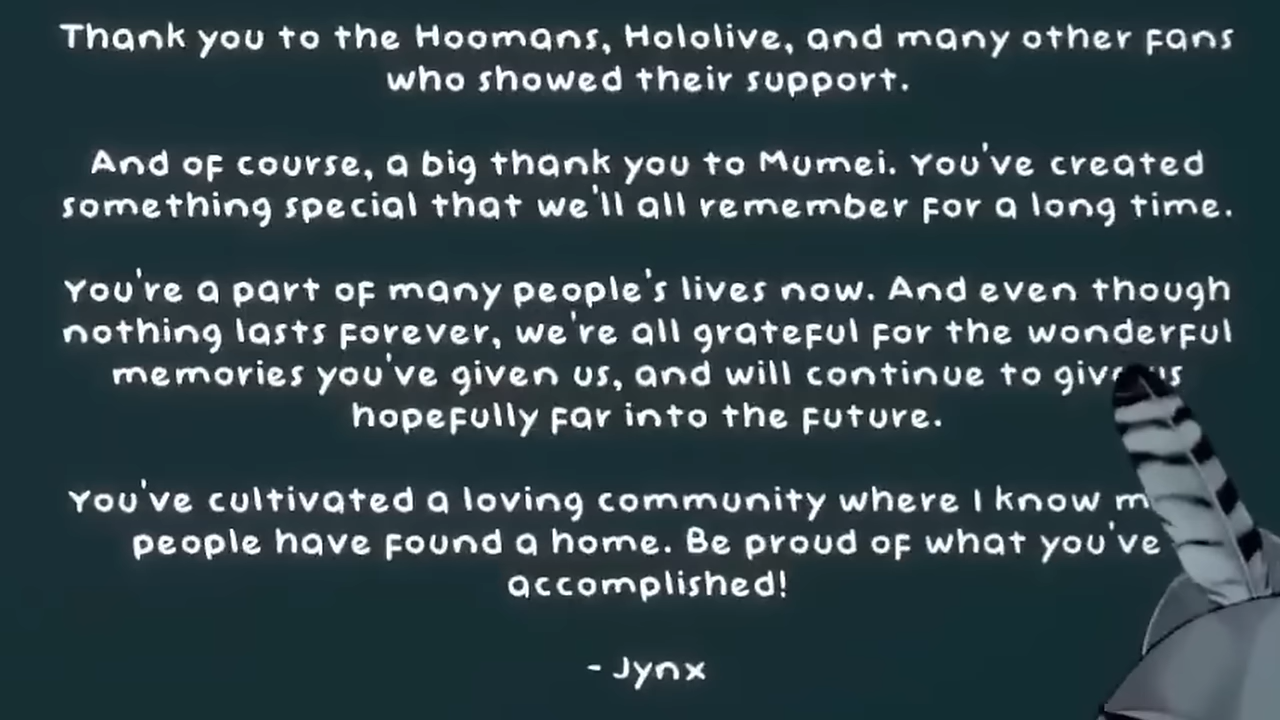 Thank you to the Hoomans, Hololive, and many other fans
who showed their support.
And of course, a big thank you to Mumei. You've created
something special that we'll all remember for a long time.
You're a part of many people's lives now. And even though
nothing lasts forever, we're all grateful for the wonderful
memories you've given us, and will continue to give us
hopefully far into the future.
You've cultivated a loving community where I know
people have found a home. Be proud of what you've
accomplished!
- Jynx